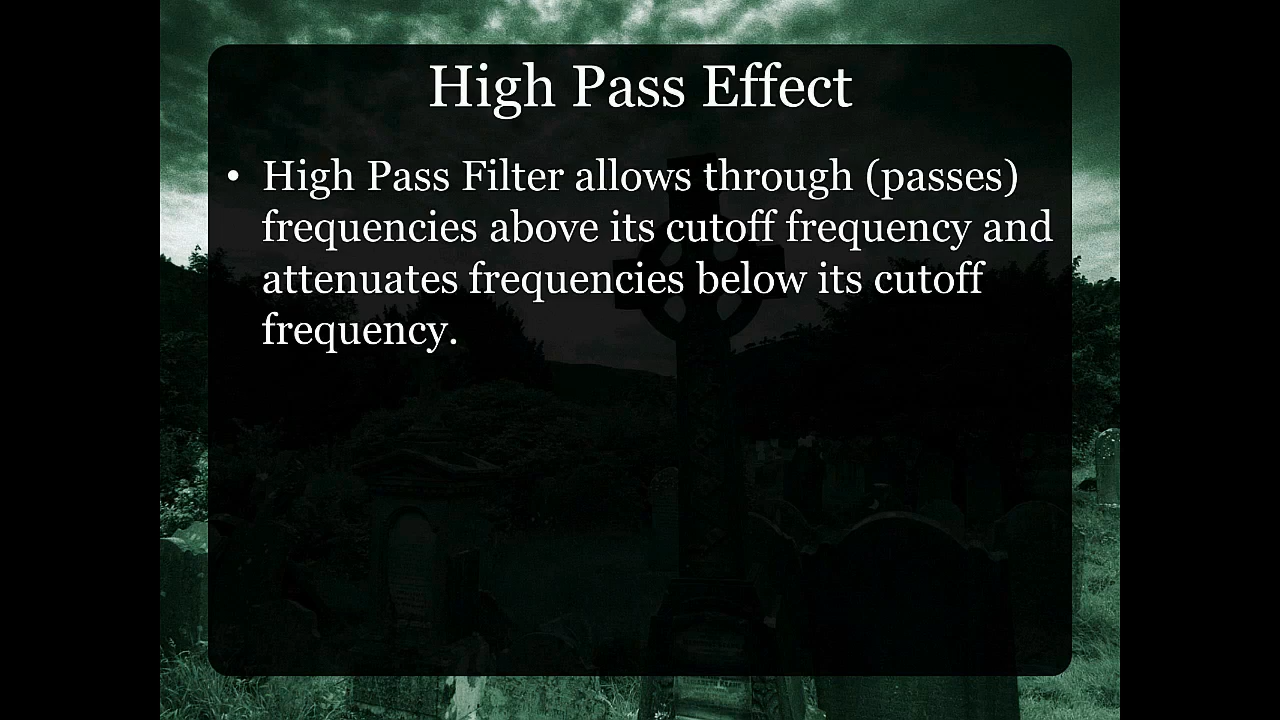 High Pass Effect
• High Pass Filter allows through (passes)
frequencies above its cutoff frequency and
attenuates frequencies below its cutoff
frequency.